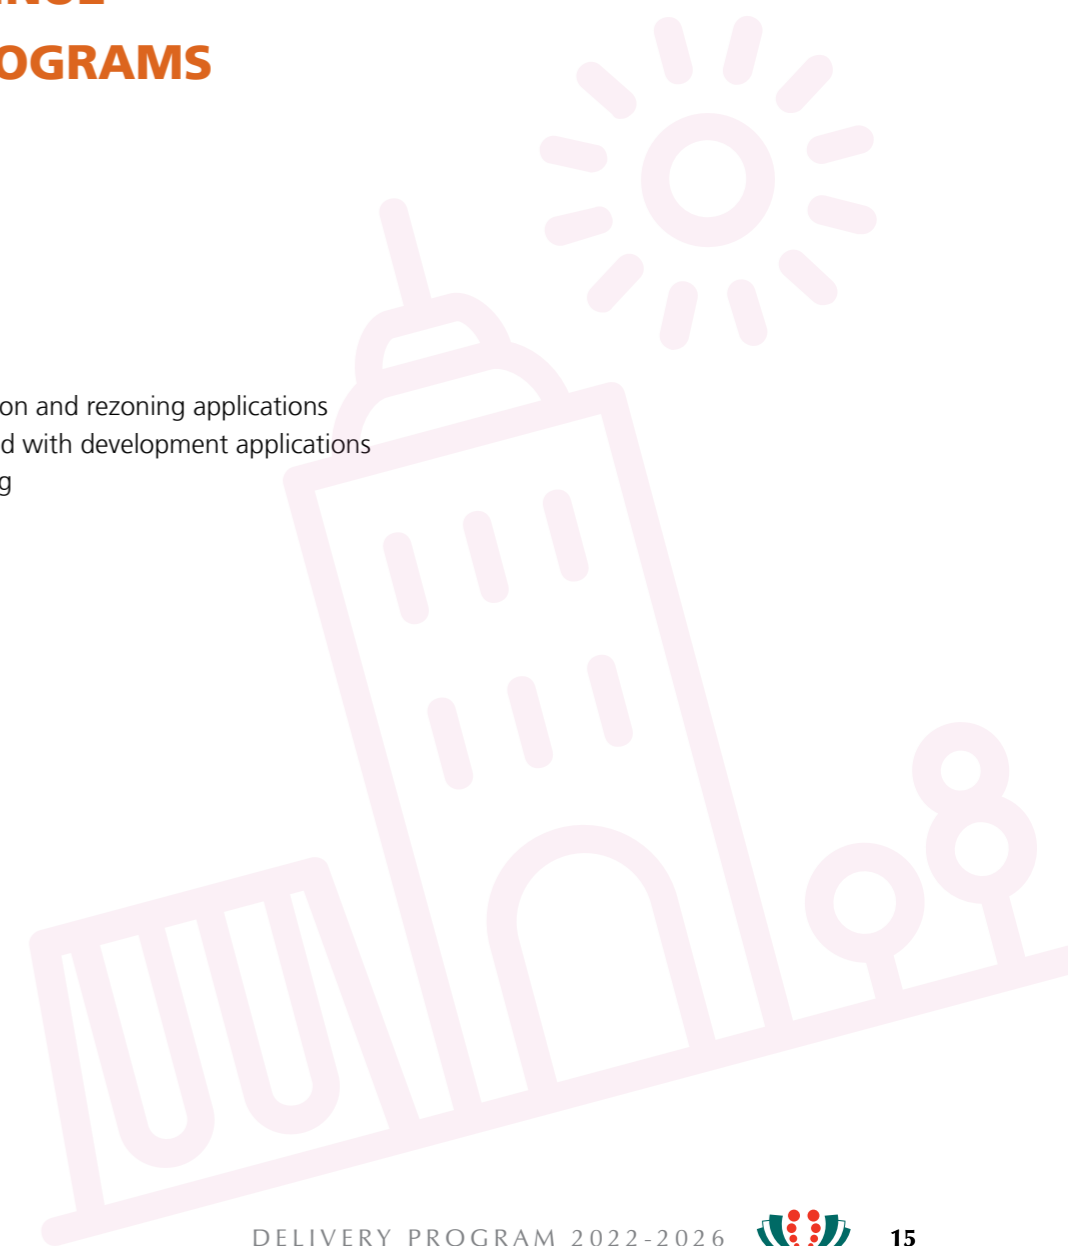 OGRAMS
on and rezoning applications
d with development applications
g
DELIVERY PROGRAM 2022-2026
15